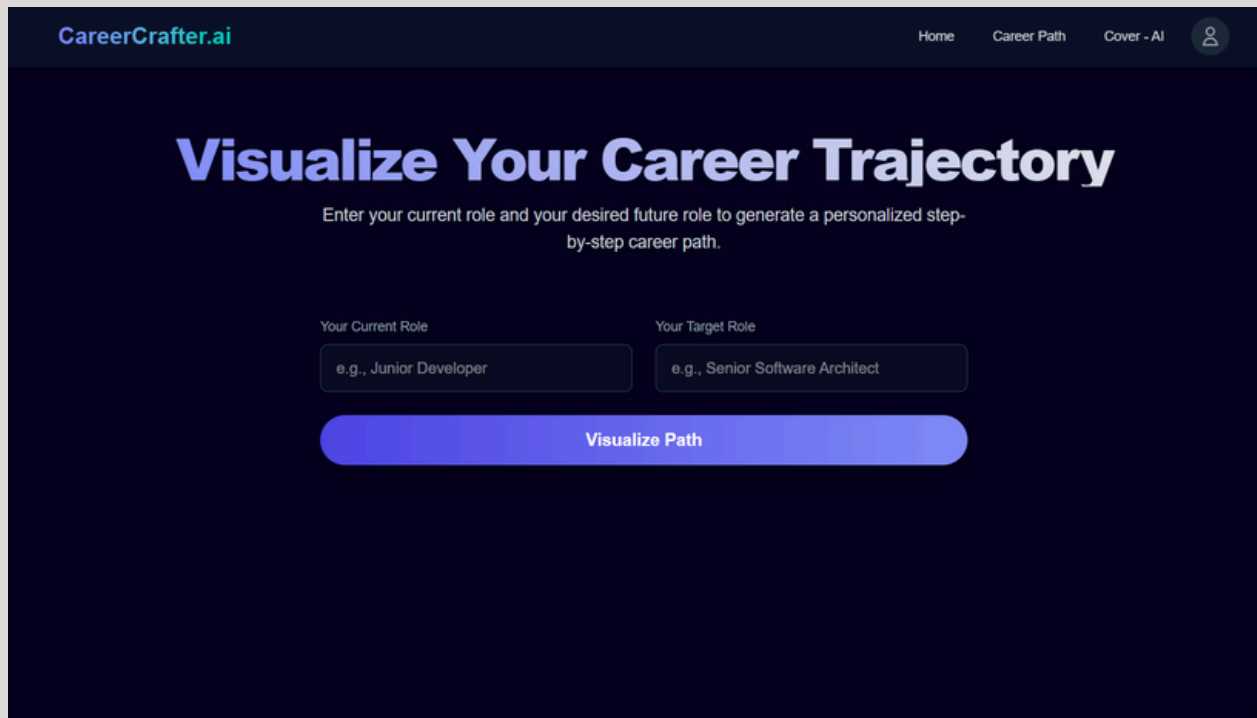 CareerCrafter.ai
Home
Career Path
Cover - AI
Visualize Your Career Trajectory
Enter your current role and your desired future role to generate a personalized step-
by-step career path.
Your Current Role
Your Target Role
e.g., Junior Developer
e.g., Senior Software Architect
Visualize Path